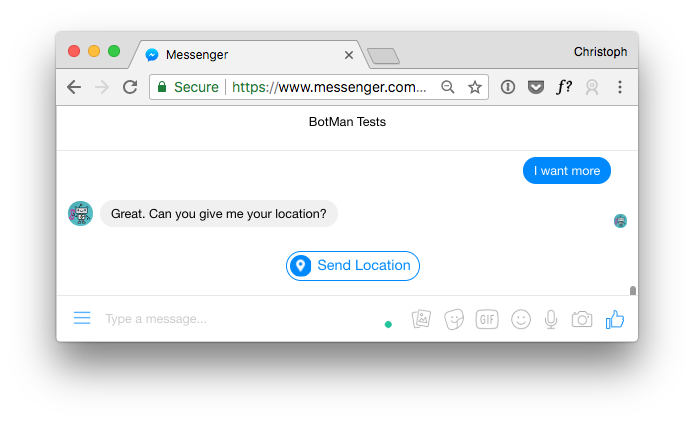 Messenger
Christoph
Secure
https://www.messenger.com...
f?
BotMan Tests
I want more
Great. Can you give me your location?
Send Location
Type a message...
GIF